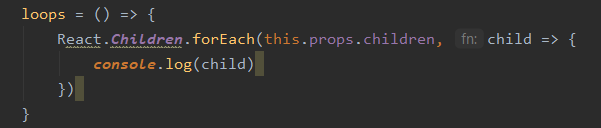 loops = () => {
React.Children.forEach(this.props.children, fn: child => {
console.log(child)
})
}